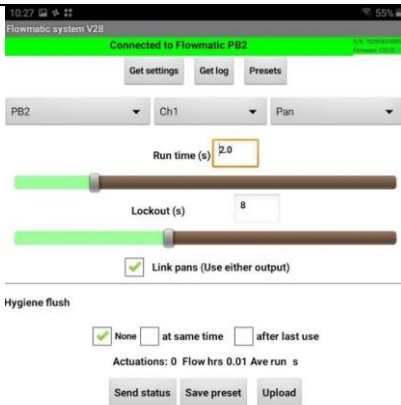 10:27 55%
Flowmatic system V28
Connected to Flowmatic PB2
Get settings Get log Presets
PB2 Ch1 Pan
Run time (s) 2.0
Lockout (s) 8
Link pans (Use either output)
Hygiene flush
None at same time after last use
Actuations: 0 Flow hrs 0.01 Ave run s
Send status Save preset Upload